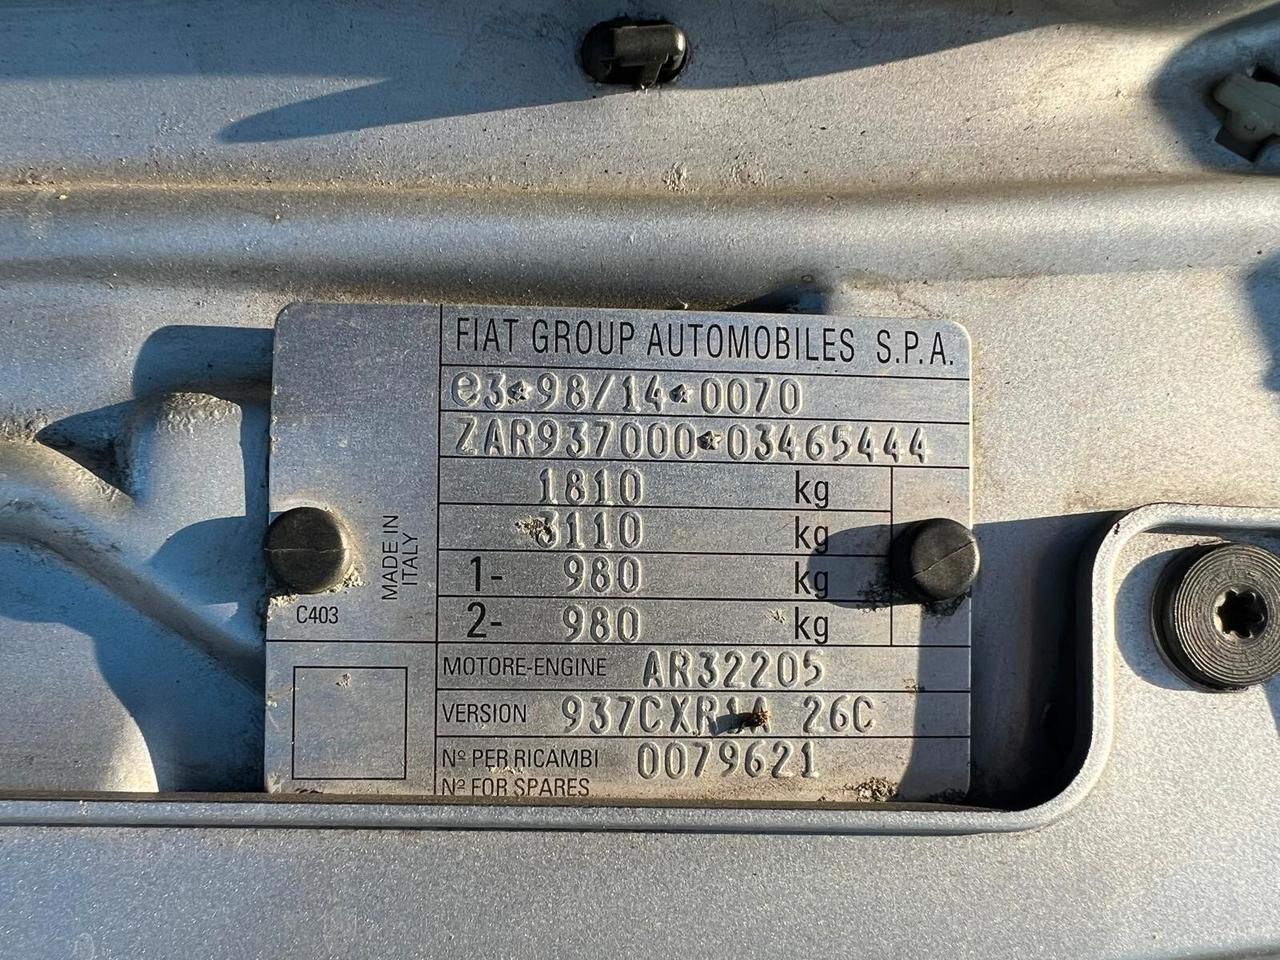 FIAT GROUP AUTOMOBILES S.P.A.
e3*98/14*0070
ZAR937000*03465444
1810 kg
3110 kg
1- 980 kg
2- 980 kg
MADE IN
ITALY
C403
MOTORE-ENGINE AR32205
VERSION 937CXR1A 26C
Nº PER RICAMBI 0079621
Nº FOR SPARES